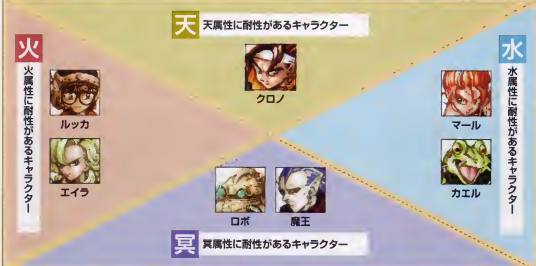 天
天属性に耐性があるキャラクター
クロノ
火
火属性に耐性があるキャラクター
ルッカ
エイラ
水
水属性に耐性があるキャラクター
マール
カエル
ロボ
魔王
冥
冥属性に耐性があるキャラクター